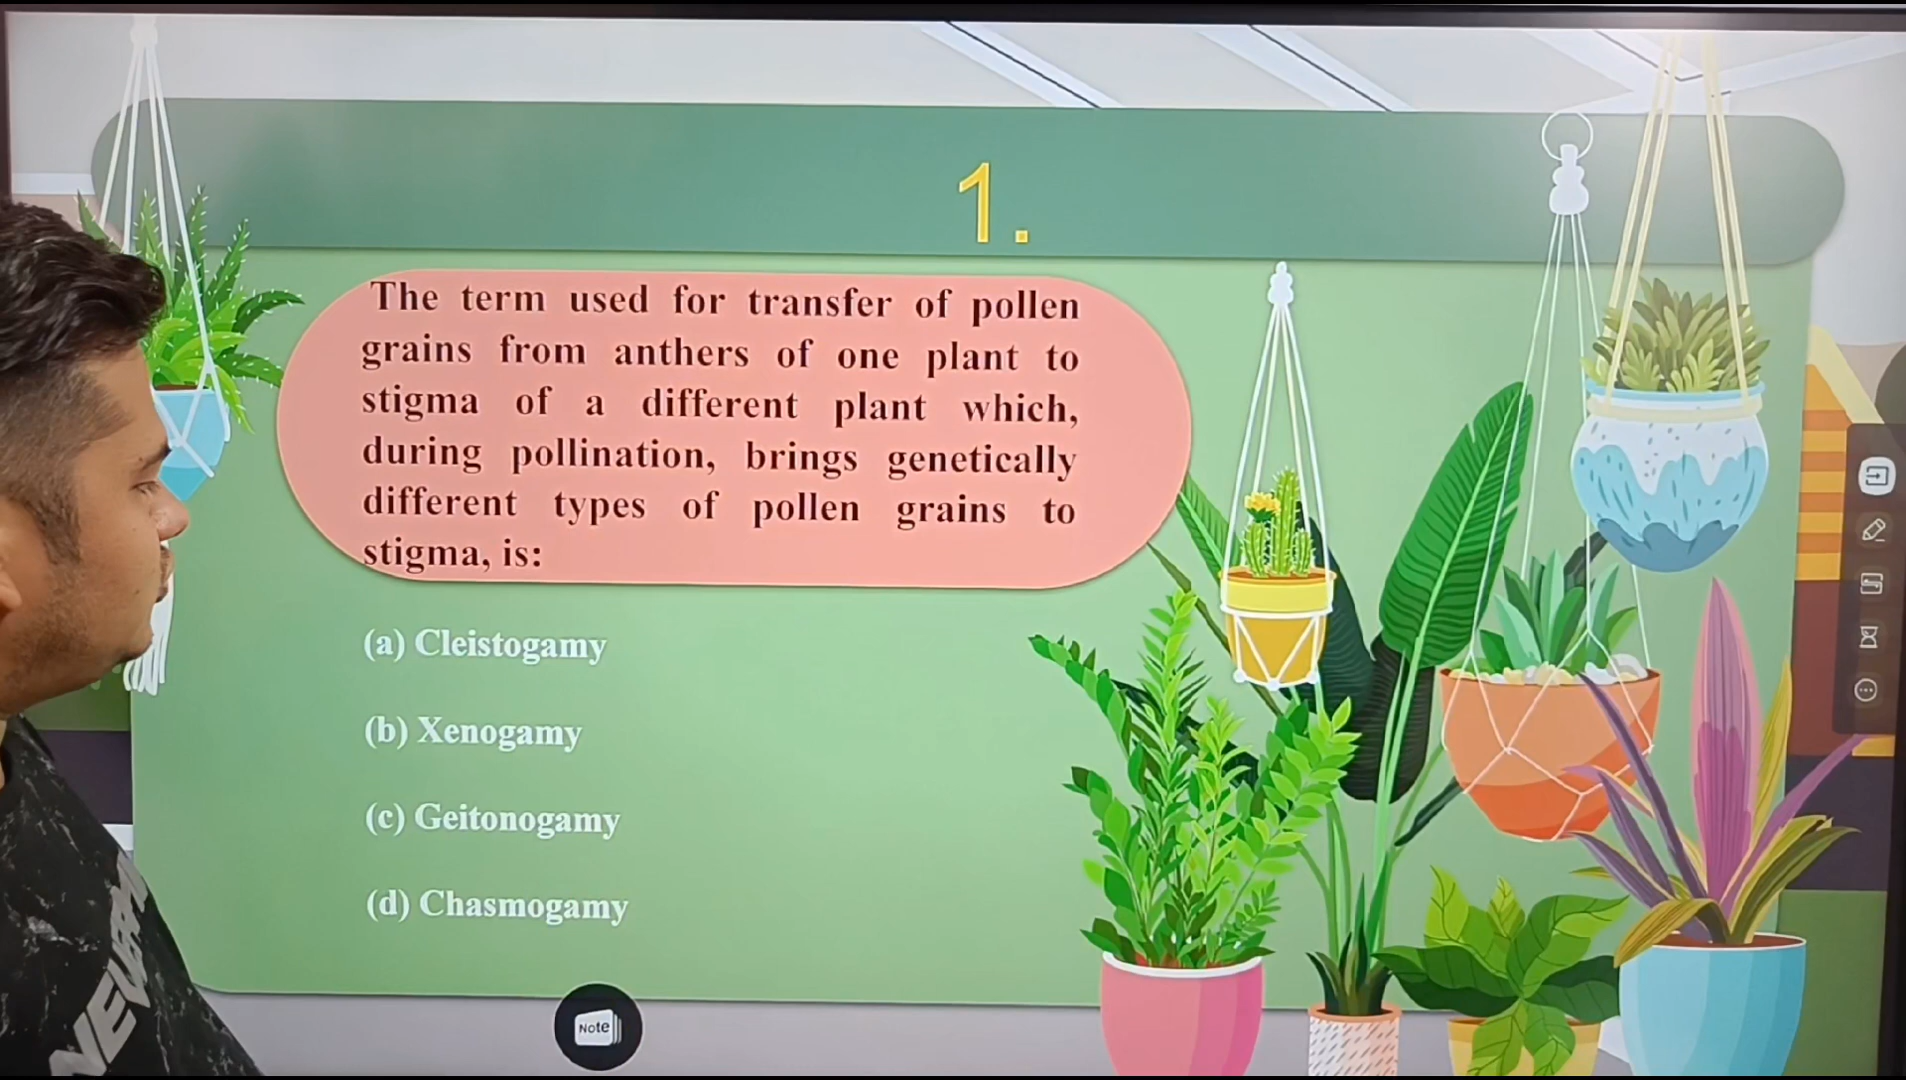 1.
The term used for transfer of pollen
grains from anthers of one plant to
stigma of a different plant which,
during pollination, brings genetically
different types of pollen grains to
stigma, is:
(a) Cleistogamy
(b) Xenogamy
(c) Geitonogamy
(d) Chasmogamy
Note